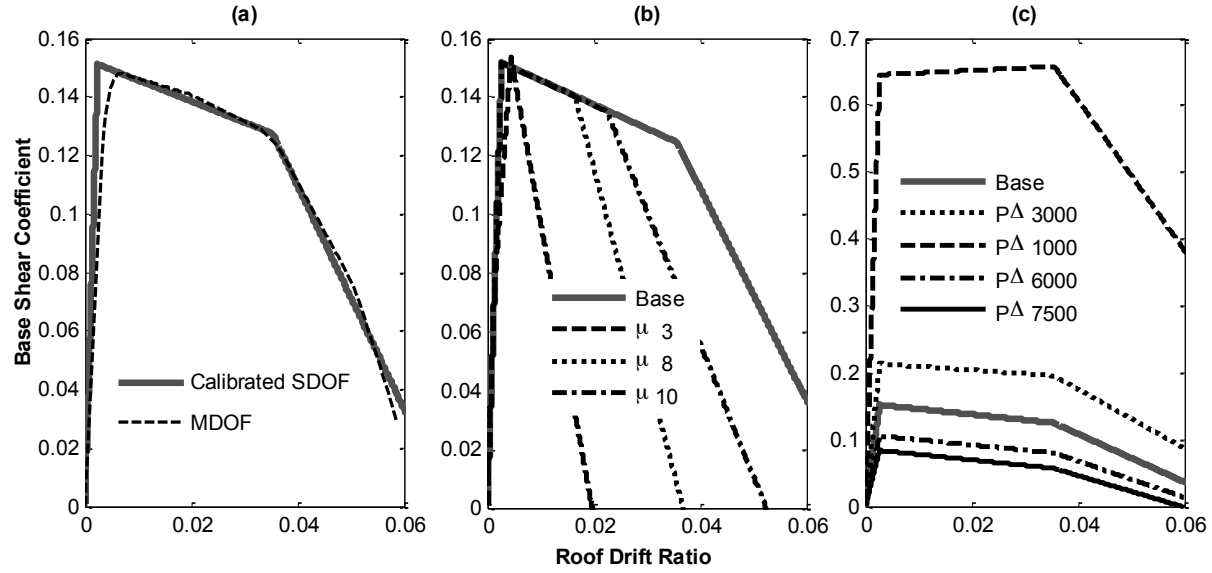 (a)
(b)
(c)
Base Shear Coefficient
0.16
0.14
0.12
0.1
0.08
0.06
0.04
0.02
0
0
0.02
0.04
0.06
Calibrated SDOF
MDOF
0.16
0.14
0.12
0.1
0.08
0.06
0.04
0.02
0
0
0.02
0.04
0.06
Base
μ 3
μ 8
μ 10
0.7
0.6
0.5
0.4
0.3
0.2
0.1
0
0
0.02
0.04
0.06
Base
PΔ 3000
PΔ 1000
PΔ 6000
PΔ 7500
Roof Drift Ratio